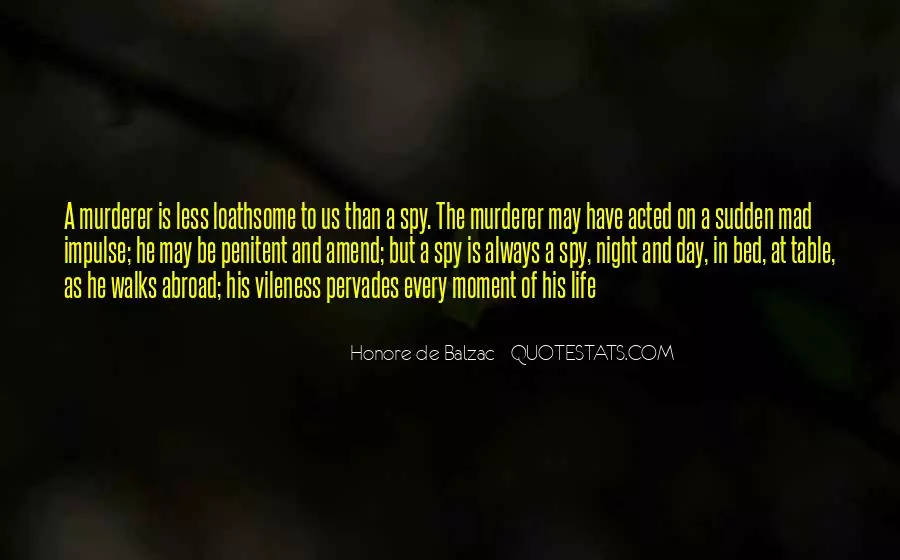 A murderer is less loathsome to us than a spy. The murderer may have acted on a sudden mad
impulse; he may be penitent and amend; but a spy is always a spy, night and day, in bed, at table,
as he walks abroad; his vileness pervades every moment of his life
Honore de Balzac QUOTESTATS.COM